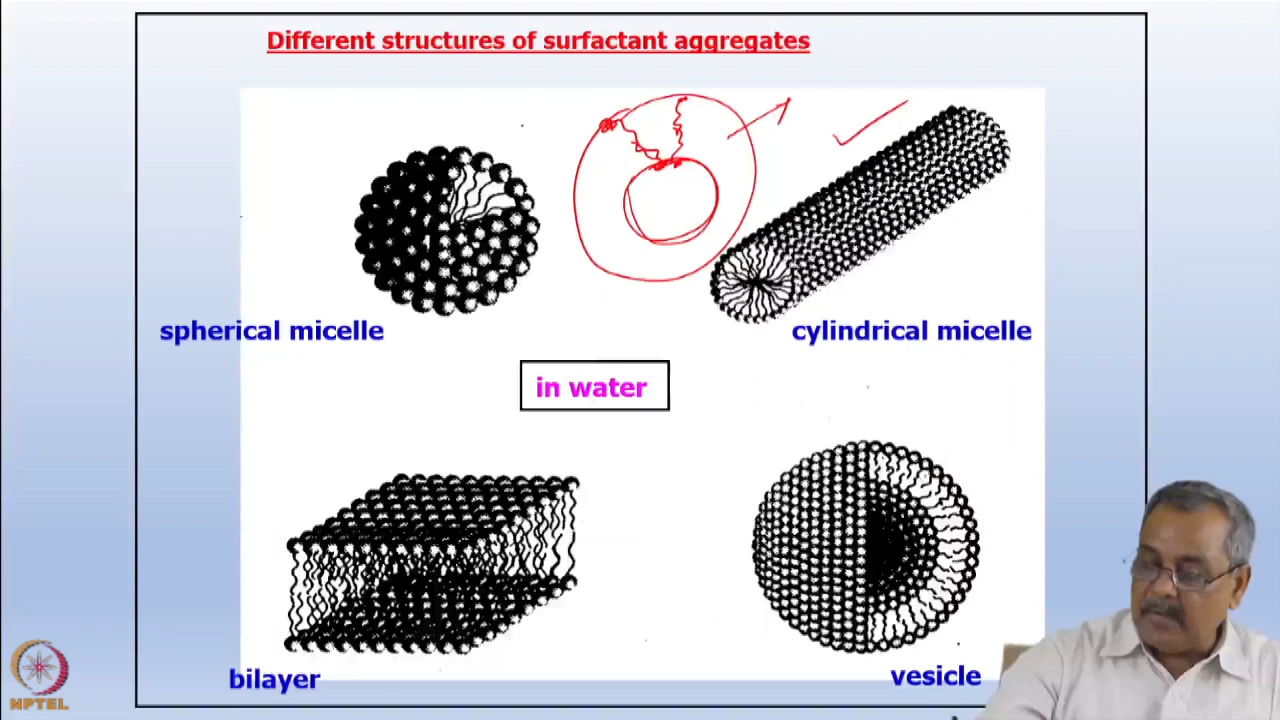 Different structures of surfactant aggregates
spherical micelle
cylindrical micelle
in water
bilayer
vesicle
NPTEL